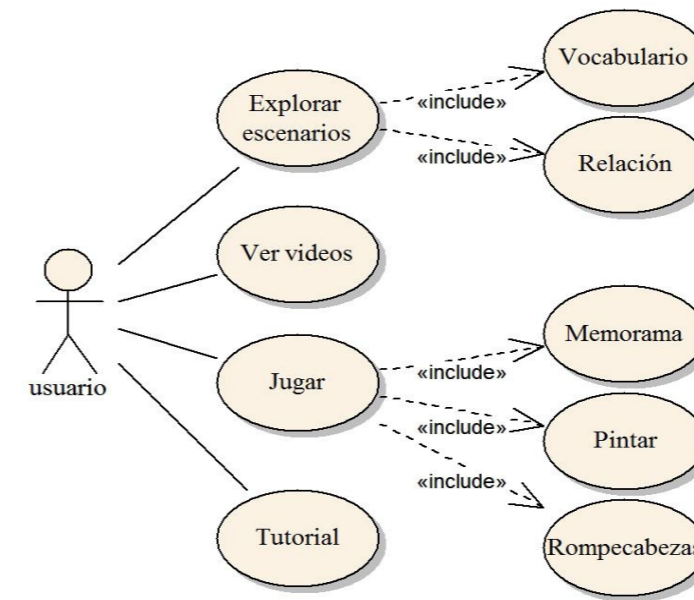 Vocabulario
Explorar
escenarios
«include»
«include»
Relación
Ver videos
usuario
Jugar
Memorama
«include»
«include»
Pintar
«include»
Tutorial
Rompecabezas